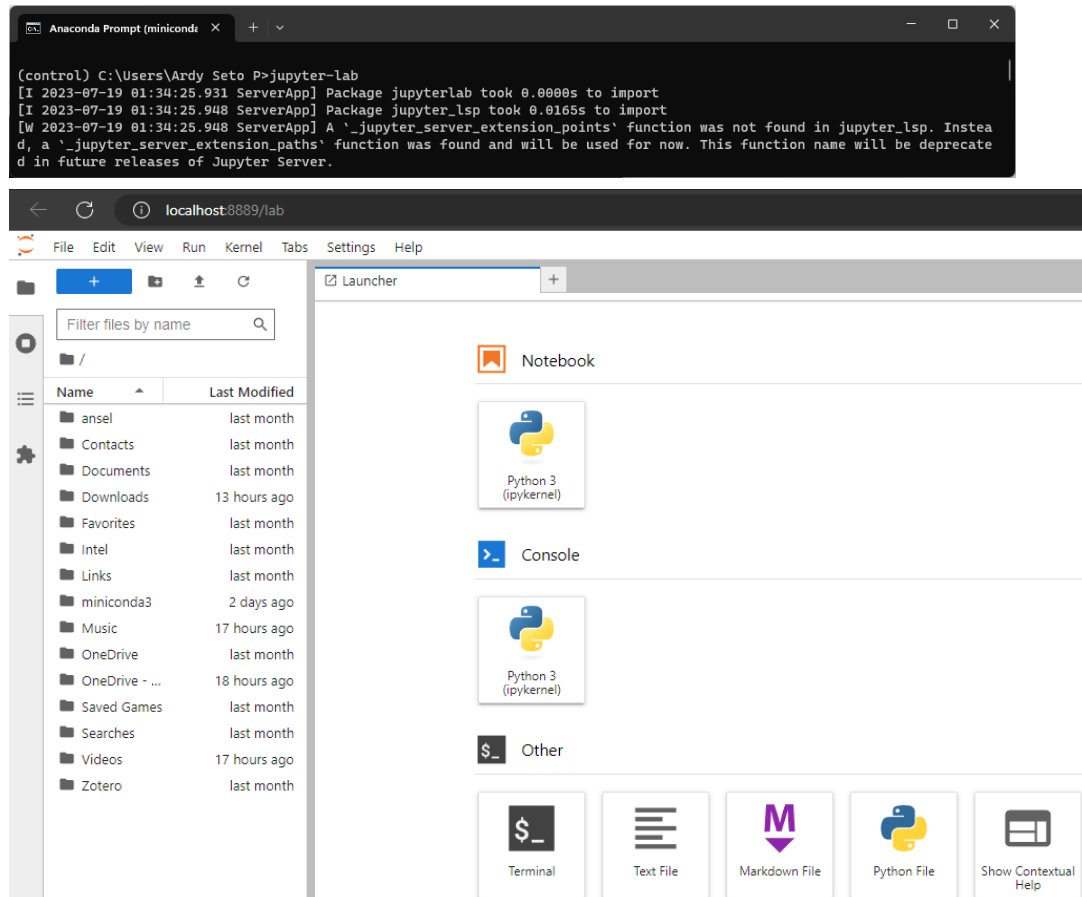 Anaconda Prompt (miniconda
(control) C:\Users\Ardy Seto P>jupyter-lab
[I 2023-07-19 01:34:25.931 ServerApp] Package jupyterlab took 0.0000s to import
[I 2023-07-19 01:34:25.948 ServerApp] Package jupyter_lsp took 0.0165s to import
[W 2023-07-19 01:34:25.948 ServerApp] A `_jupyter_server_extension_points` function was not found in jupyter_lsp. Instea
d, a `_jupyter_server_extension_paths` function was found and will be used for now. This function name will be deprecate
d in future releases of Jupyter Server.
localhost:8889/lab
File Edit View Run Kernel Tabs Settings Help
Launcher
Filter files by name
/
Name Last Modified
ansel last month
Contacts last month
Documents last month
Downloads 13 hours ago
Favorites last month
Intel last month
Links last month
miniconda3 2 days ago
Music 17 hours ago
OneDrive last month
OneDrive - ... 18 hours ago
Saved Games last month
Searches last month
Videos 17 hours ago
Zotero last month
Notebook
Python 3
(ipykernel)
Console
Python 3
(ipykernel)
$_ Other
$_
M
Terminal Text File Markdown File Python File Show Contextual
Help